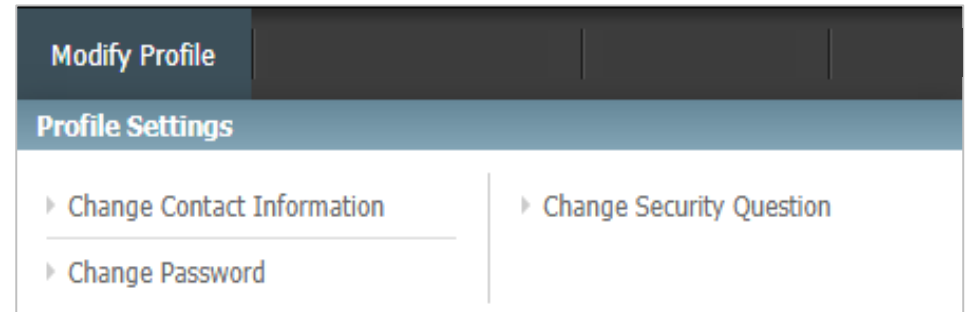 Modify Profile
Profile Settings
Change Contact Information
Change Password
Change Security Question